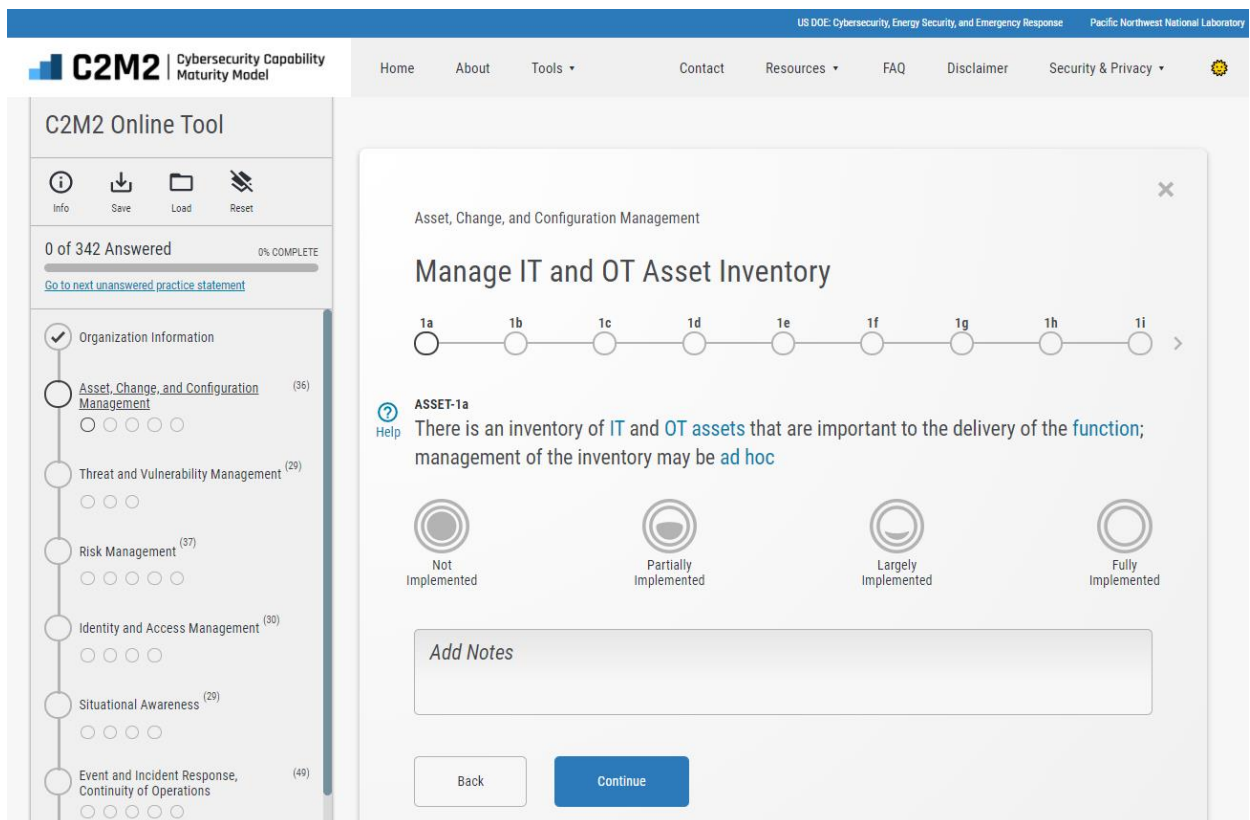 US DOE: Cybersecurity, Energy Security, and Emergency Response Pacific Northwest National Laboratory
C2M2 Cybersecurity Capability
Maturity Model
Home About Tools Contact Resources FAQ Disclaimer Security & Privacy
C2M2 Online Tool
Info Save Load Reset
0 of 342 Answered 0% COMPLETE
Go to next unanswered practice statement
Organization Information
Asset, Change, and Configuration (36)
Management
Threat and Vulnerability Management (29)
Risk Management (37)
Identity and Access Management (30)
Situational Awareness (29)
Event and Incident Response, (49)
Continuity of Operations
Asset, Change, and Configuration Management
Manage IT and OT Asset Inventory
1a 1b 1c 1d 1e 1f 1g 1h 1i
Help
ASSET-1a
There is an inventory of IT and OT assets that are important to the delivery of the function;
management of the inventory may be ad hoc
Not Partially Largely Fully
Implemented Implemented Implemented Implemented
Add Notes
Back Continue